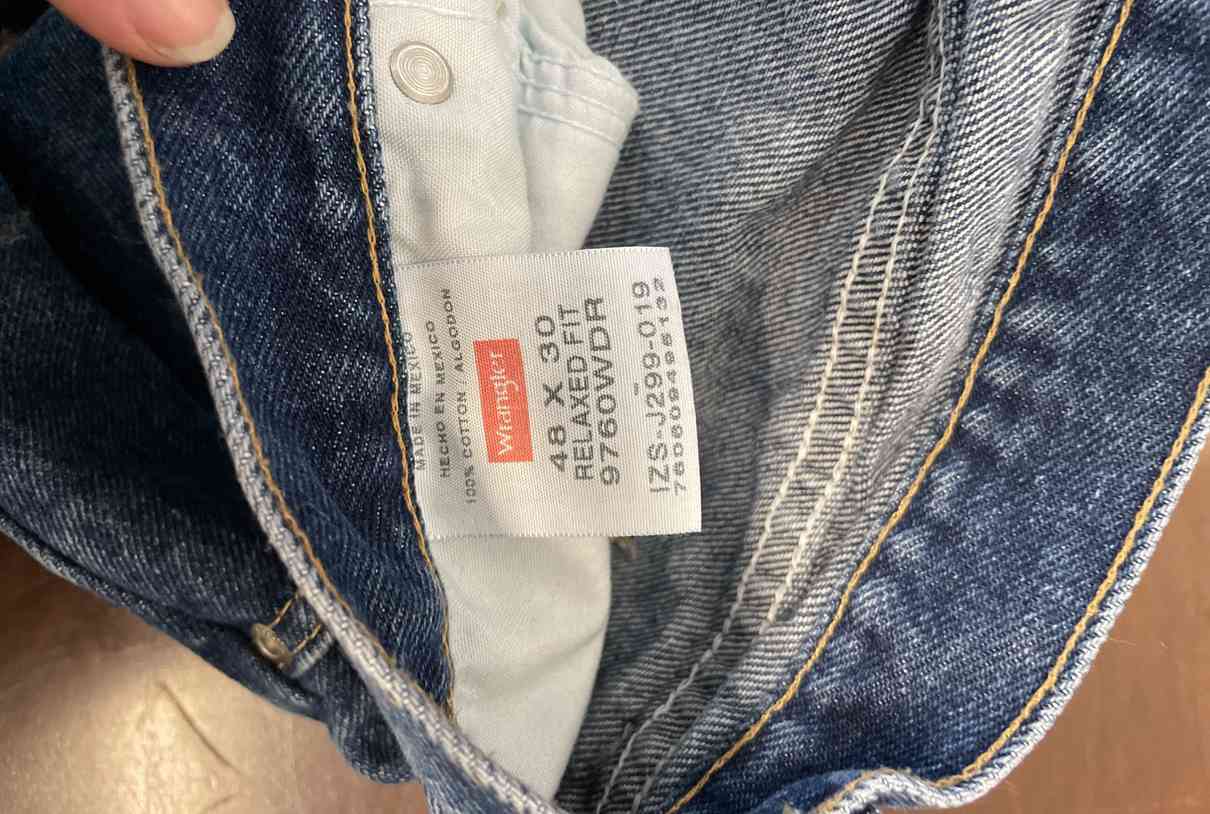 MADE IN MEXICO
HECHO EN MEXICO
100% COTTON / ALGODON
Wrangler
48 X 30
RELAXED FIT
9760WDR
IZS-J299-019